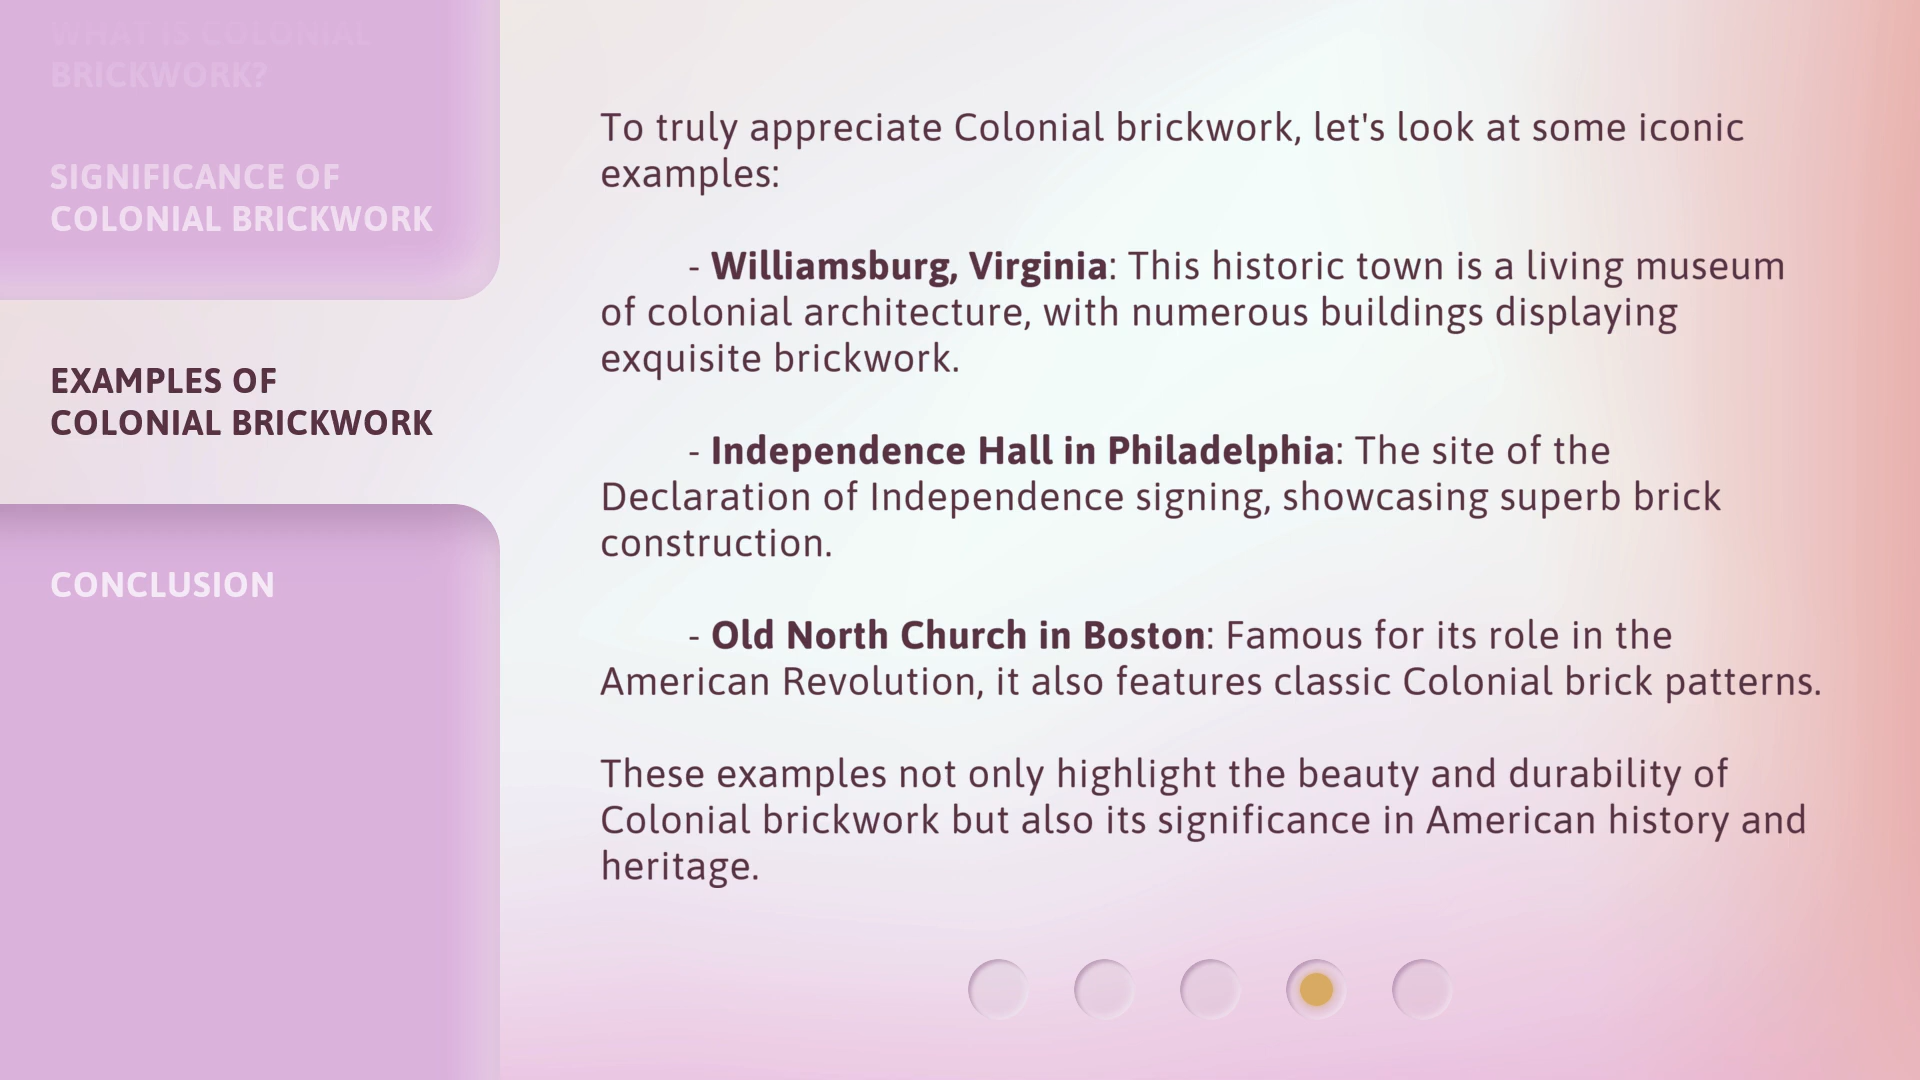 WHAT IS COLONIAL
BRICKWORK?
SIGNIFICANCE OF
COLONIAL BRICKWORK
EXAMPLES OF
COLONIAL BRICKWORK
CONCLUSION
To truly appreciate Colonial brickwork, let's look at some iconic
examples:
- Williamsburg, Virginia: This historic town is a living museum
of colonial architecture, with numerous buildings displaying
exquisite brickwork.
- Independence Hall in Philadelphia: The site of the
Declaration of Independence signing, showcasing superb brick
construction.
- Old North Church in Boston: Famous for its role in the
American Revolution, it also features classic Colonial brick patterns.
These examples not only highlight the beauty and durability of
Colonial brickwork but also its significance in American history and
heritage.